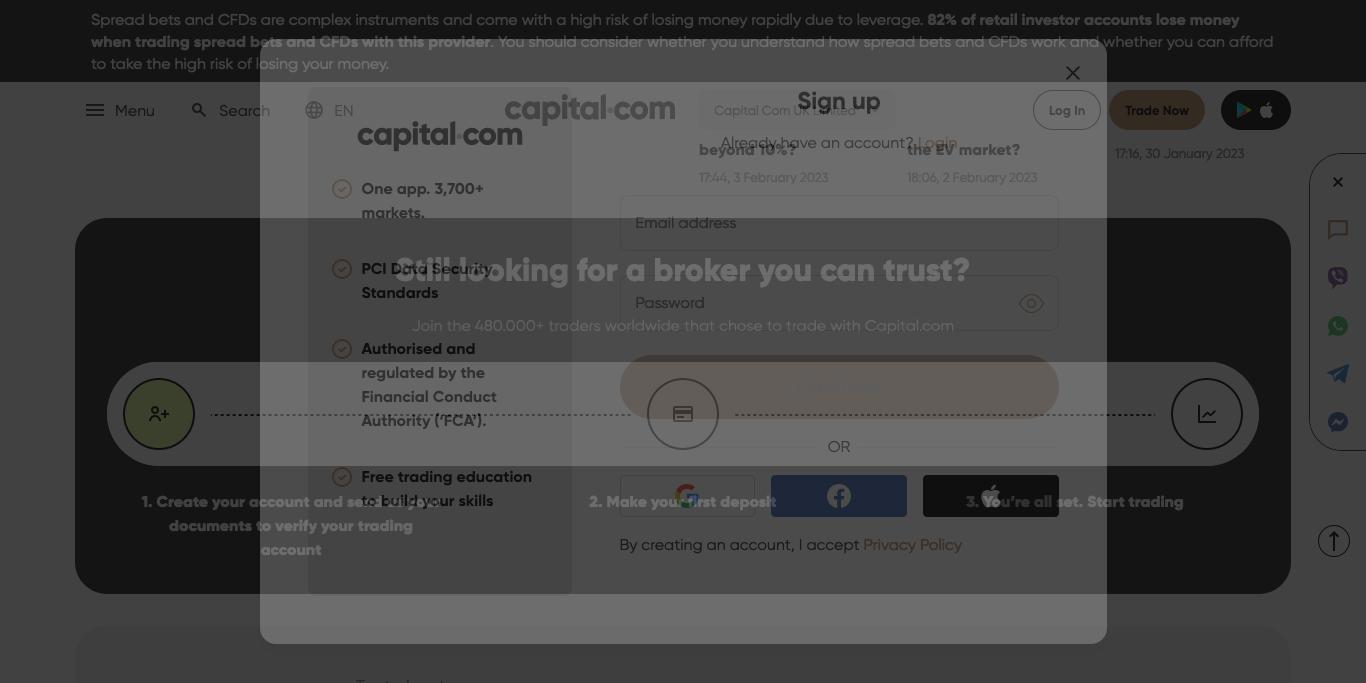 Spread bets and CFDs are complex instruments and come with a high risk of losing money rapidly due to leverage. 82% of retail investor accounts lose money
when trading spread bets and CFDs with this provider. You should consider whether you understand how spread bets and CFDs work and whether you can afford
to take the high risk of losing your money.
Menu
Search
EN
capital.com
Capital Com UK Limited
Log In
Trade Now
beyond 10%?
the EV market?
17:44, 3 February 2023
18:06, 2 February 2023
17:16, 30 January 2023
capital.com
One app. 3,700+
markets.
PCI Data Security
Standards
Authorised and
regulated by the
Financial Conduct
Authority (‘FCA’).
Free trading education
to build your skills
Sign up
Already have an account? Login
Email address
Password
OR
By creating an account, I accept Privacy Policy
Still looking for a broker you can trust?
Join the 480.000+ traders worldwide that chose to trade with Capital.com
1. Create your account and send
documents to verify your trading
account
2. Make your first deposit
3. You’re all set. Start trading